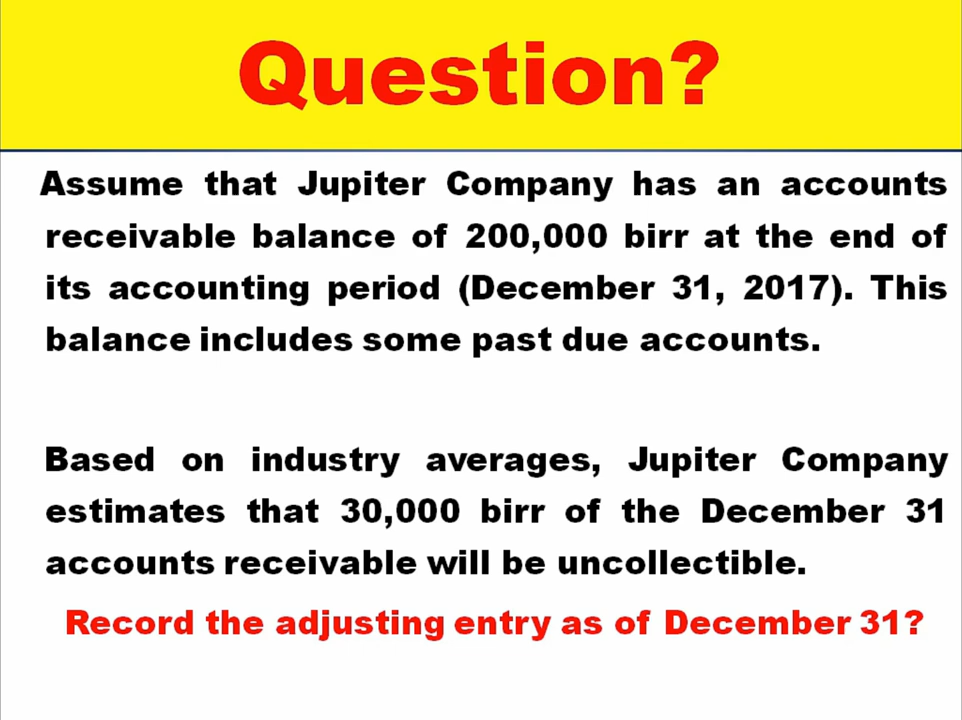 Question?
Assume that Jupiter Company has an accounts
receivable balance of 200,000 birr at the end of
its accounting period (December 31, 2017). This
balance includes some past due accounts.
Based on industry averages, Jupiter Company
estimates that 30,000 birr of the December 31
accounts receivable will be uncollectible.
Record the adjusting entry as of December 31?